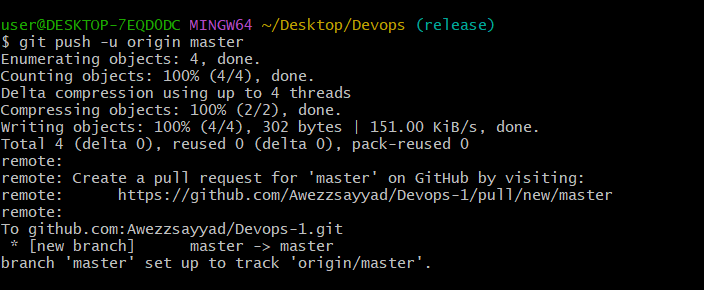 user@DESKTOP-7EQD0DC MINGW64 ~/Desktop/Devops (release)
$ git push -u origin master
Enumerating objects: 4, done.
Counting objects: 100% (4/4), done.
Delta compression using up to 4 threads
Compressing objects: 100% (2/2), done.
Writing objects: 100% (4/4), 302 bytes | 151.00 KiB/s, done.
Total 4 (delta 0), reused 0 (delta 0), pack-reused 0
remote:
remote: Create a pull request for 'master' on GitHub by visiting:
remote:      https://github.com/Awezzsayyad/Devops-1/pull/new/master
remote:
To github.com:Awezzsayyad/Devops-1.git
 * [new branch]      master -> master
branch 'master' set up to track 'origin/master'.